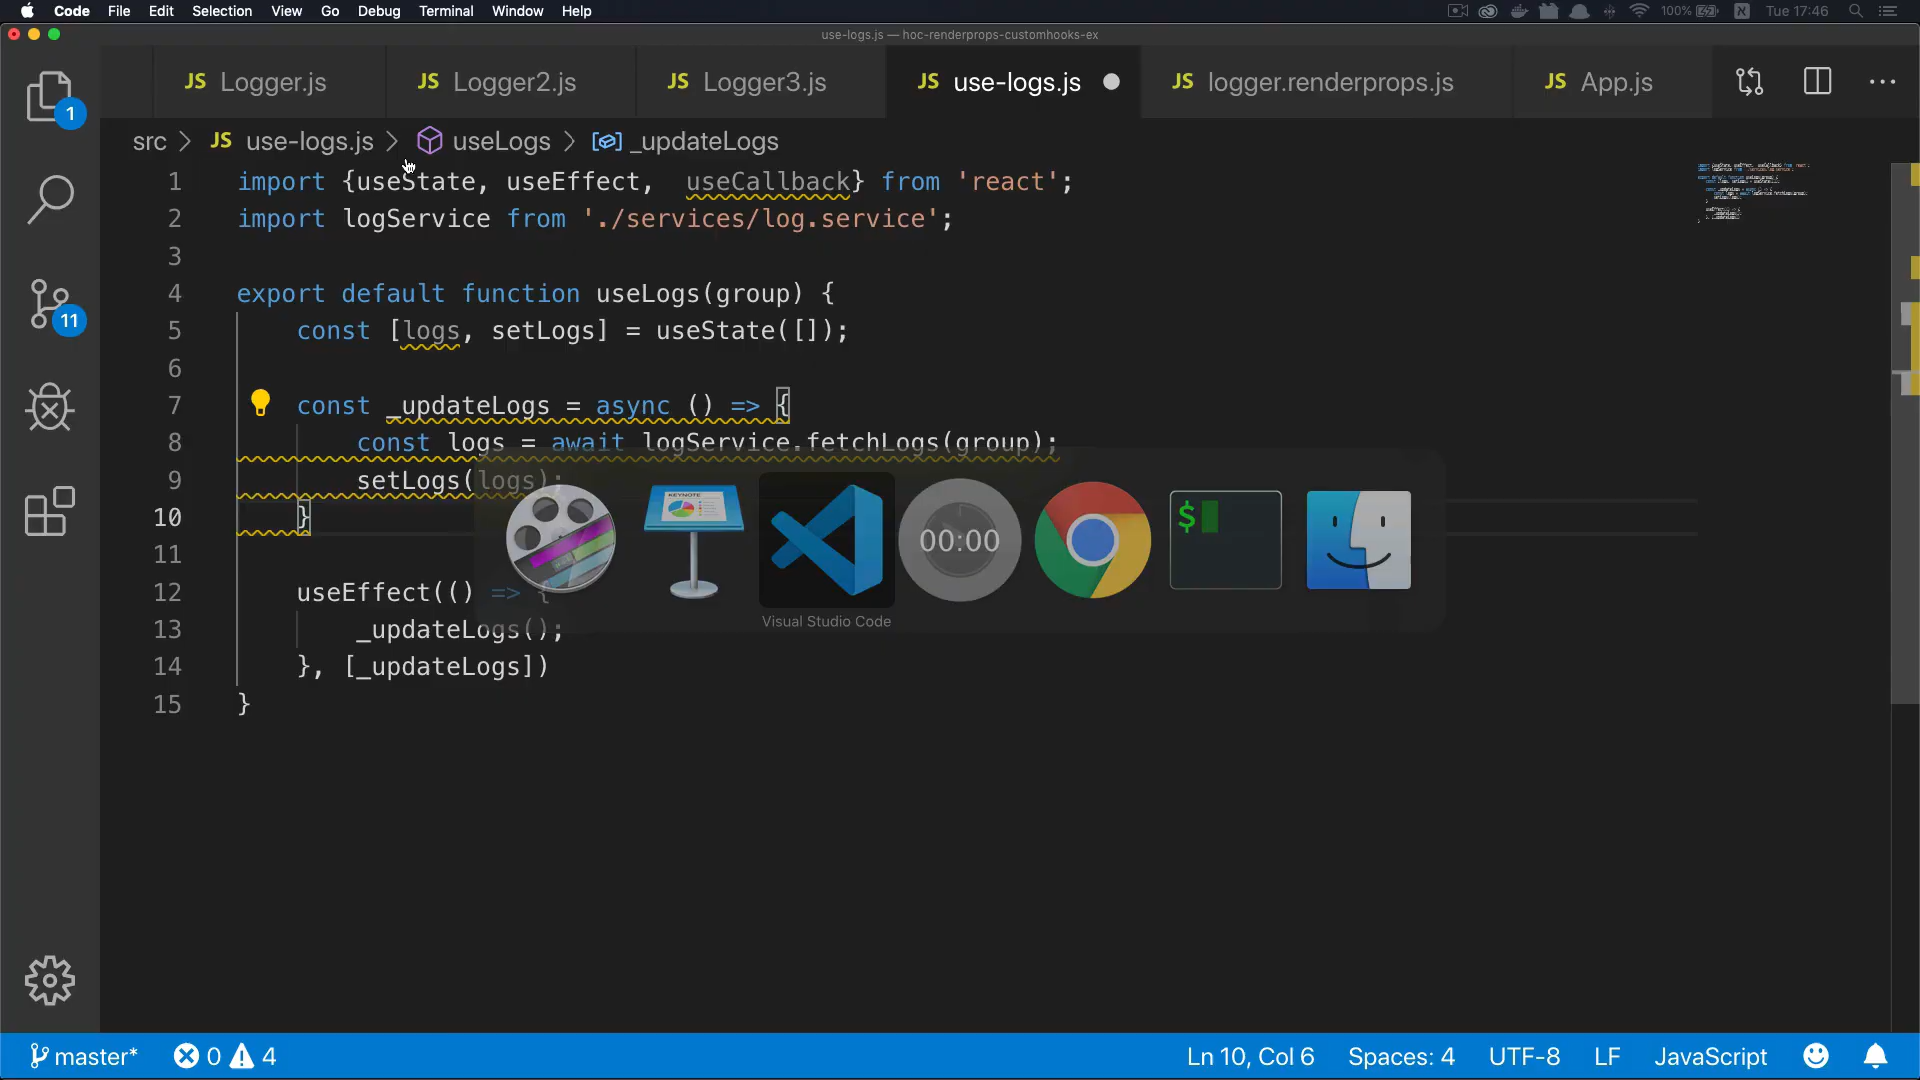 Code File Edit Selection View Go Debug Terminal Window Help 100% Tue 17:46
use-logs.js — hoc-renderprops-customhooks-ex
JS Logger.js JS Logger2.js JS Logger3.js JS use-logs.js JS logger.renderprops.js JS App.js
src > JS use-logs.js > useLogs > _updateLogs
1 import {useState, useEffect,  useCallback} from 'react';
2 import logService from './services/log.service';
3
4 export default function useLogs(group) {
5 const [logs, setLogs] = useState([]);
6
7 const _updateLogs = async () => {
8 const logs = await logService.fetchLogs(group);
9 setLogs(logs);
10 }
11
12 useEffect(() => {
13 _updateLogs();
14 }, [_updateLogs])
15 }
1
11
KEYNOTE
00:00
$
Visual Studio Code
master* 0 4 Ln 10, Col 6 Spaces: 4 UTF-8 LF JavaScript